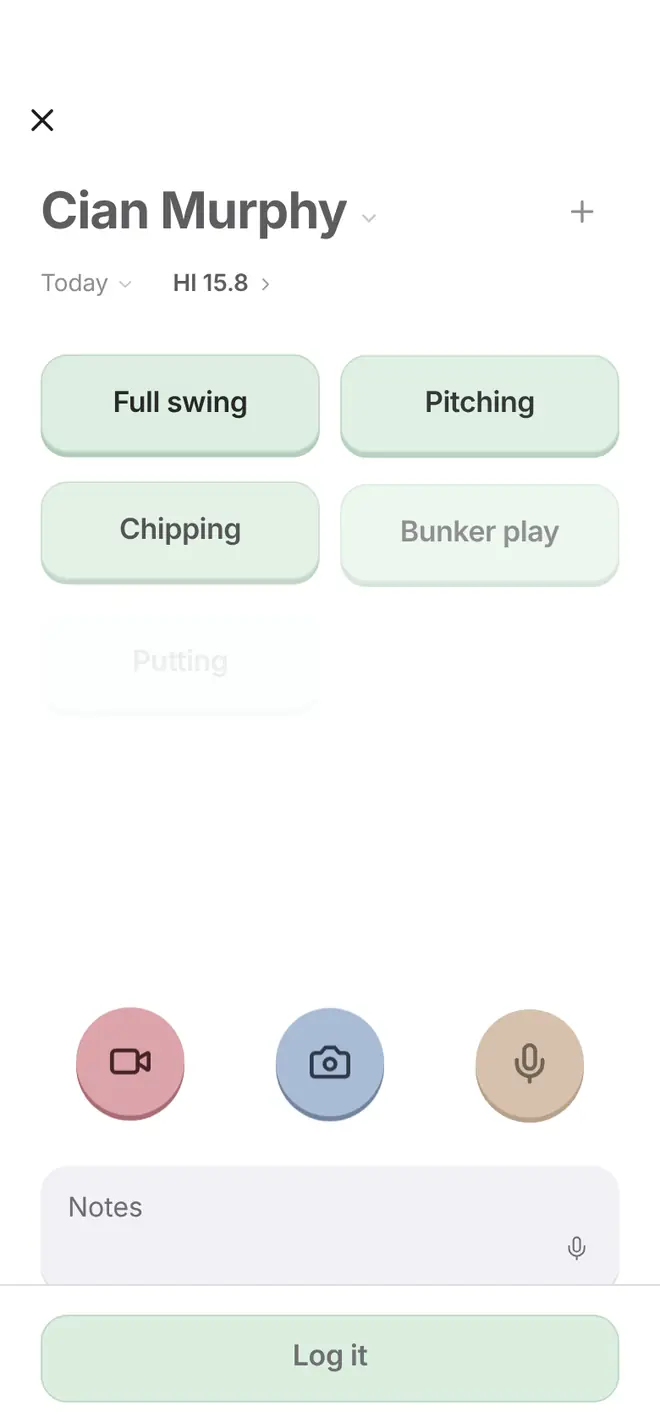 Cian Murphy
Today HI 15.8
Full swing Pitching
Chipping Bunker play
Putting
Notes
Log it